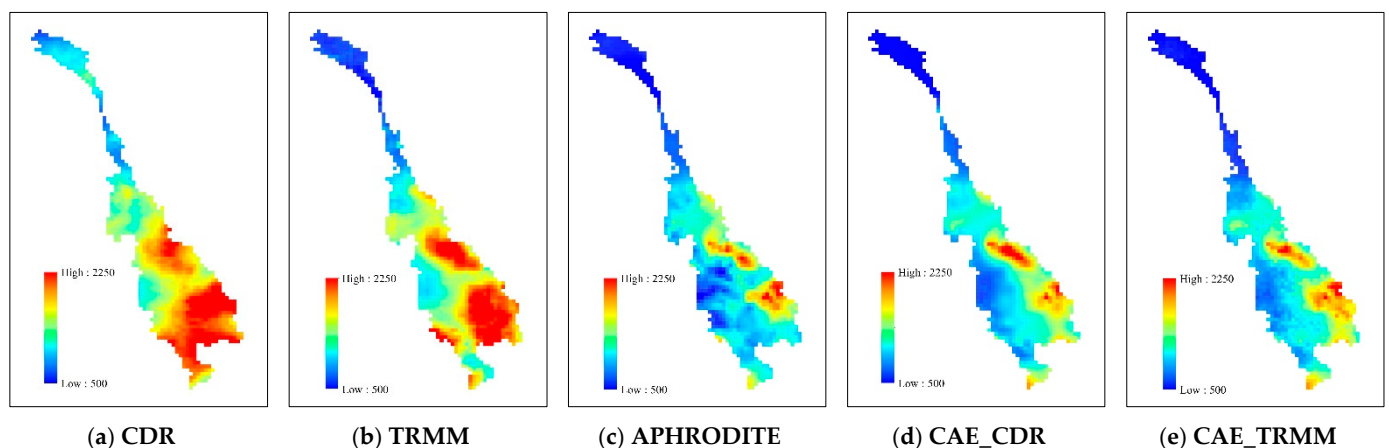 High : 2250
Low : 500
High : 2250
Low : 500
High : 2250
Low : 500
High : 2250
Low : 500
High : 2250
Low : 500
(a) CDR
(b) TRMM
(c) APHRODITE
(d) CAE_CDR
(e) CAE_TRMM